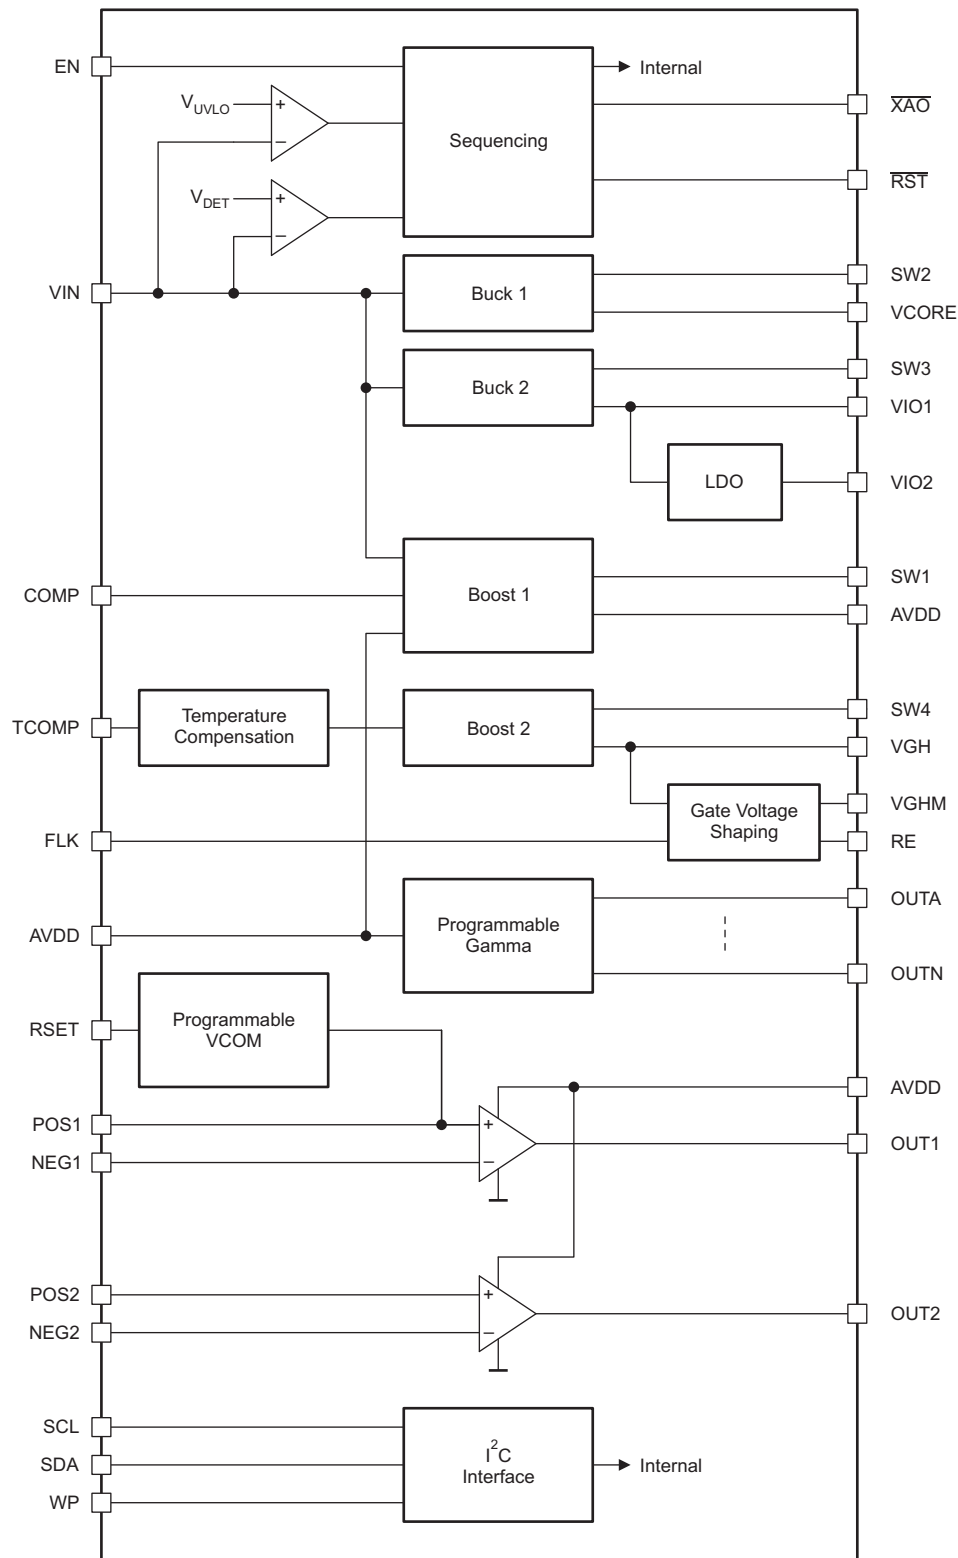 EN
V_UVLO
+
−
Sequencing
Internal
X̅A̅O̅
R̅S̅T̅
V_DET
+
−
VIN
Buck 1
SW2
VCORE
Buck 2
SW3
VIO1
LDO
VIO2
COMP
Boost 1
SW1
AVDD
TCOMP
Temperature
Compensation
Boost 2
SW4
VGH
Gate Voltage
Shaping
VGHM
FLK
RE
AVDD
Programmable
Gamma
OUTA
OUTN
RSET
Programmable
VCOM
AVDD
POS1
+
OUT1
NEG1
−
POS2
+
OUT2
NEG2
−
SCL
SDA
WP
I²C
Interface
Internal